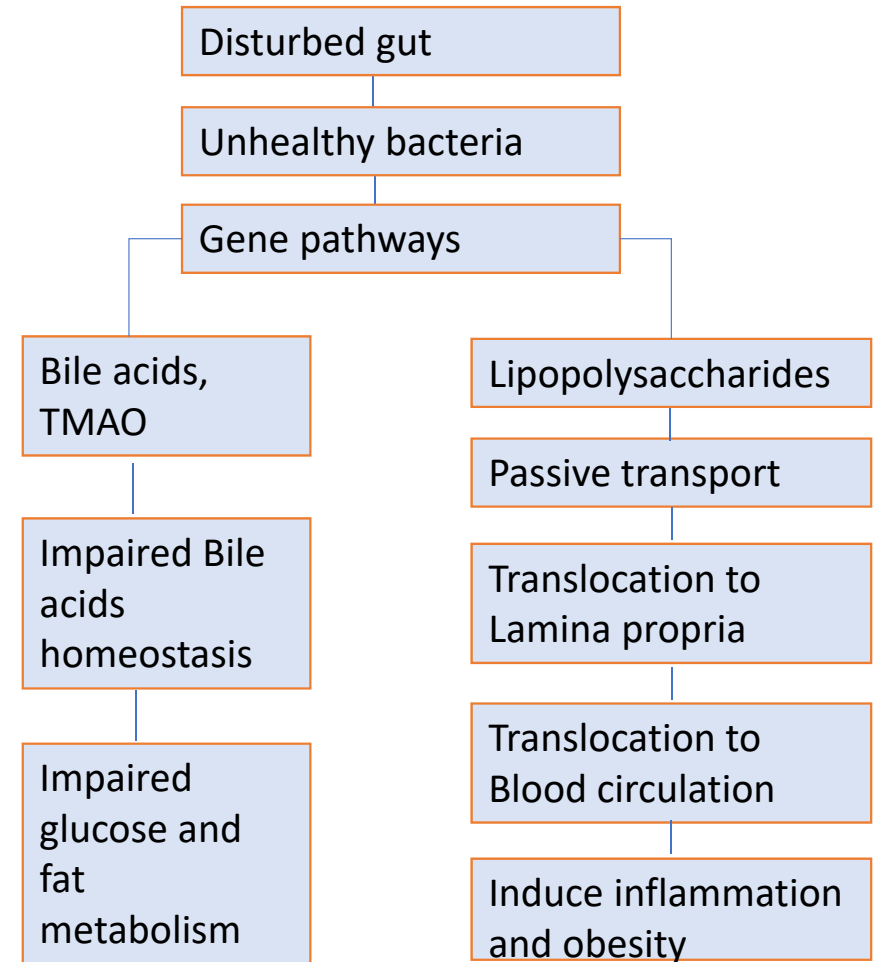 Disturbed gut
Unhealthy bacteria
Gene pathways
Bile acids,
TMAO
Impaired Bile
acids
homeostasis
Impaired
glucose and
fat
metabolism
Lipopolysaccharides
Passive transport
Translocation to
Lamina propria
Translocation to
Blood circulation
Induce inflammation
and obesity